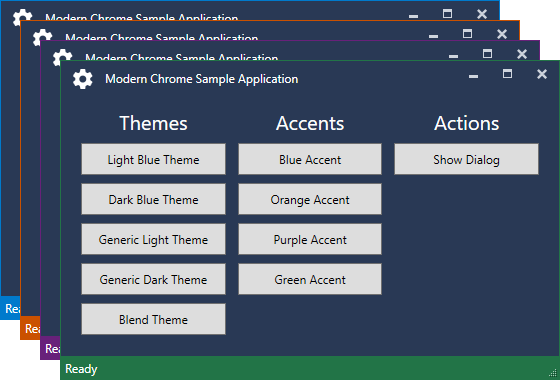 Modern Chrome Sample Application
Modern Chrome Sample Application
Modern Chrome Sample Application
Modern Chrome Sample Application
Themes Accents Actions
Light Blue Theme Blue Accent Show Dialog
Dark Blue Theme Orange Accent
Generic Light Theme Purple Accent
Generic Dark Theme Green Accent
Blend Theme
Rea
Rea
Rea
Ready